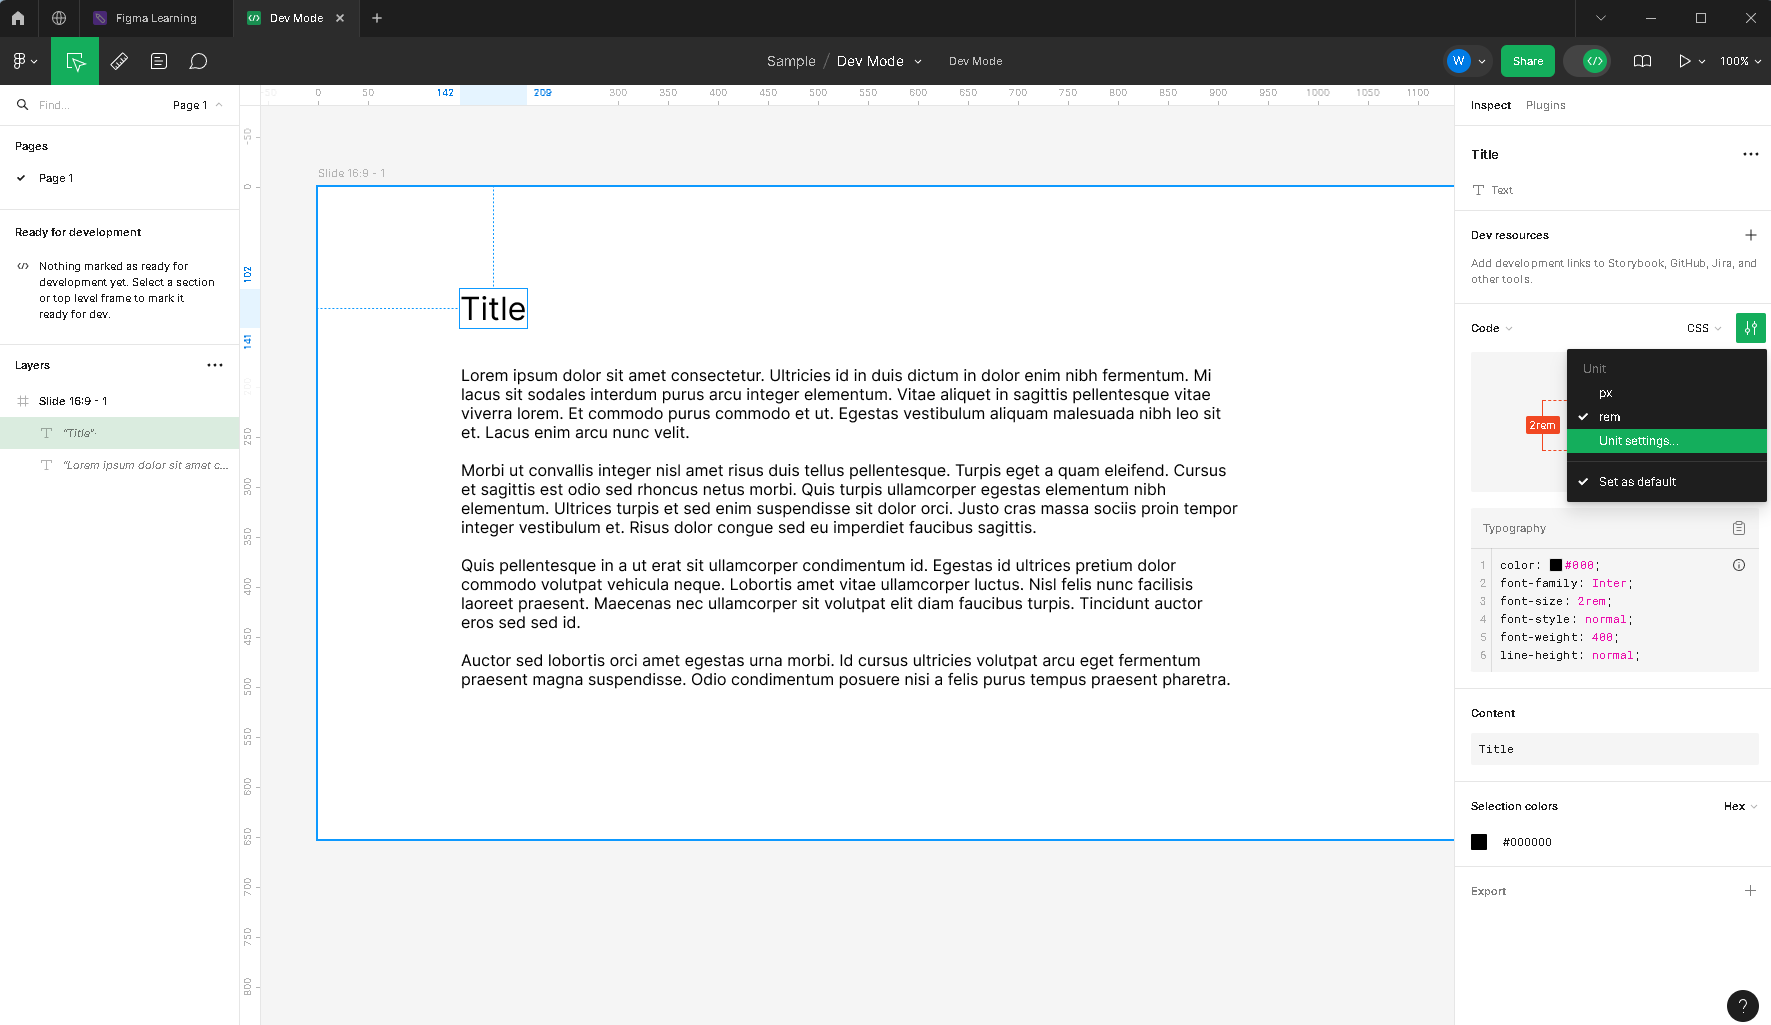 Figma Learning
Dev Mode
Sample / Dev Mode
Dev Mode
W
Share
100%
Find...
Page 1
Pages
Page 1
Ready for development
Nothing marked as ready for
development yet. Select a section
or top level frame to mark it
ready for dev.
Layers
Slide 16:9 - 1
"Title"
"Lorem ipsum dolor sit amet c...
0 50 142 209 300 350 400 450 500 550 600 650 700 750 800 850 900 950 1000 1050 1100
-50
0
102
141
250
300
350
400
450
500
550
600
650
700
750
800
Slide 16:9 - 1
Title
Lorem ipsum dolor sit amet consectetur. Ultricies id in duis dictum in dolor enim nibh fermentum. Mi
lacus sit sodales interdum purus arcu integer elementum. Vitae aliquet in sagittis pellentesque vitae
viverra lorem. Et commodo purus commodo et ut. Egestas vestibulum aliquam malesuada nibh leo sit
et. Lacus enim arcu nunc velit.
Morbi ut convallis integer nisl amet risus duis tellus pellentesque. Turpis eget a quam eleifend. Cursus
et sagittis est odio sed rhoncus netus morbi. Quis turpis ullamcorper egestas elementum nibh
elementum. Ultrices turpis et sed enim suspendisse sit dolor orci. Justo cras massa sociis proin tempor
integer vestibulum et. Risus dolor congue sed eu imperdiet faucibus sagittis.
Quis pellentesque in a ut erat sit ullamcorper condimentum id. Egestas id ultrices pretium dolor
commodo volutpat vehicula neque. Lobortis amet vitae ullamcorper luctus. Nisl felis nunc facilisis
laoreet praesent. Maecenas nec ullamcorper sit volutpat elit diam faucibus turpis. Tincidunt auctor
eros sed sed id.
Auctor sed lobortis orci amet egestas urna morbi. Id cursus ultricies volutpat arcu eget fermentum
praesent magna suspendisse. Odio condimentum posuere nisi a felis purus tempus praesent pharetra.
Inspect Plugins
Title
Text
Dev resources
Add development links to Storybook, GitHub, Jira, and
other tools.
Code
CSS
2rem
Unit
px
rem
Unit settings...
Set as default
Typography
1 color: #000;
2 font-family: Inter;
3 font-size: 2rem;
4 font-style: normal;
5 font-weight: 400;
6 line-height: normal;
Content
Title
Selection colors
Hex
#000000
Export
?